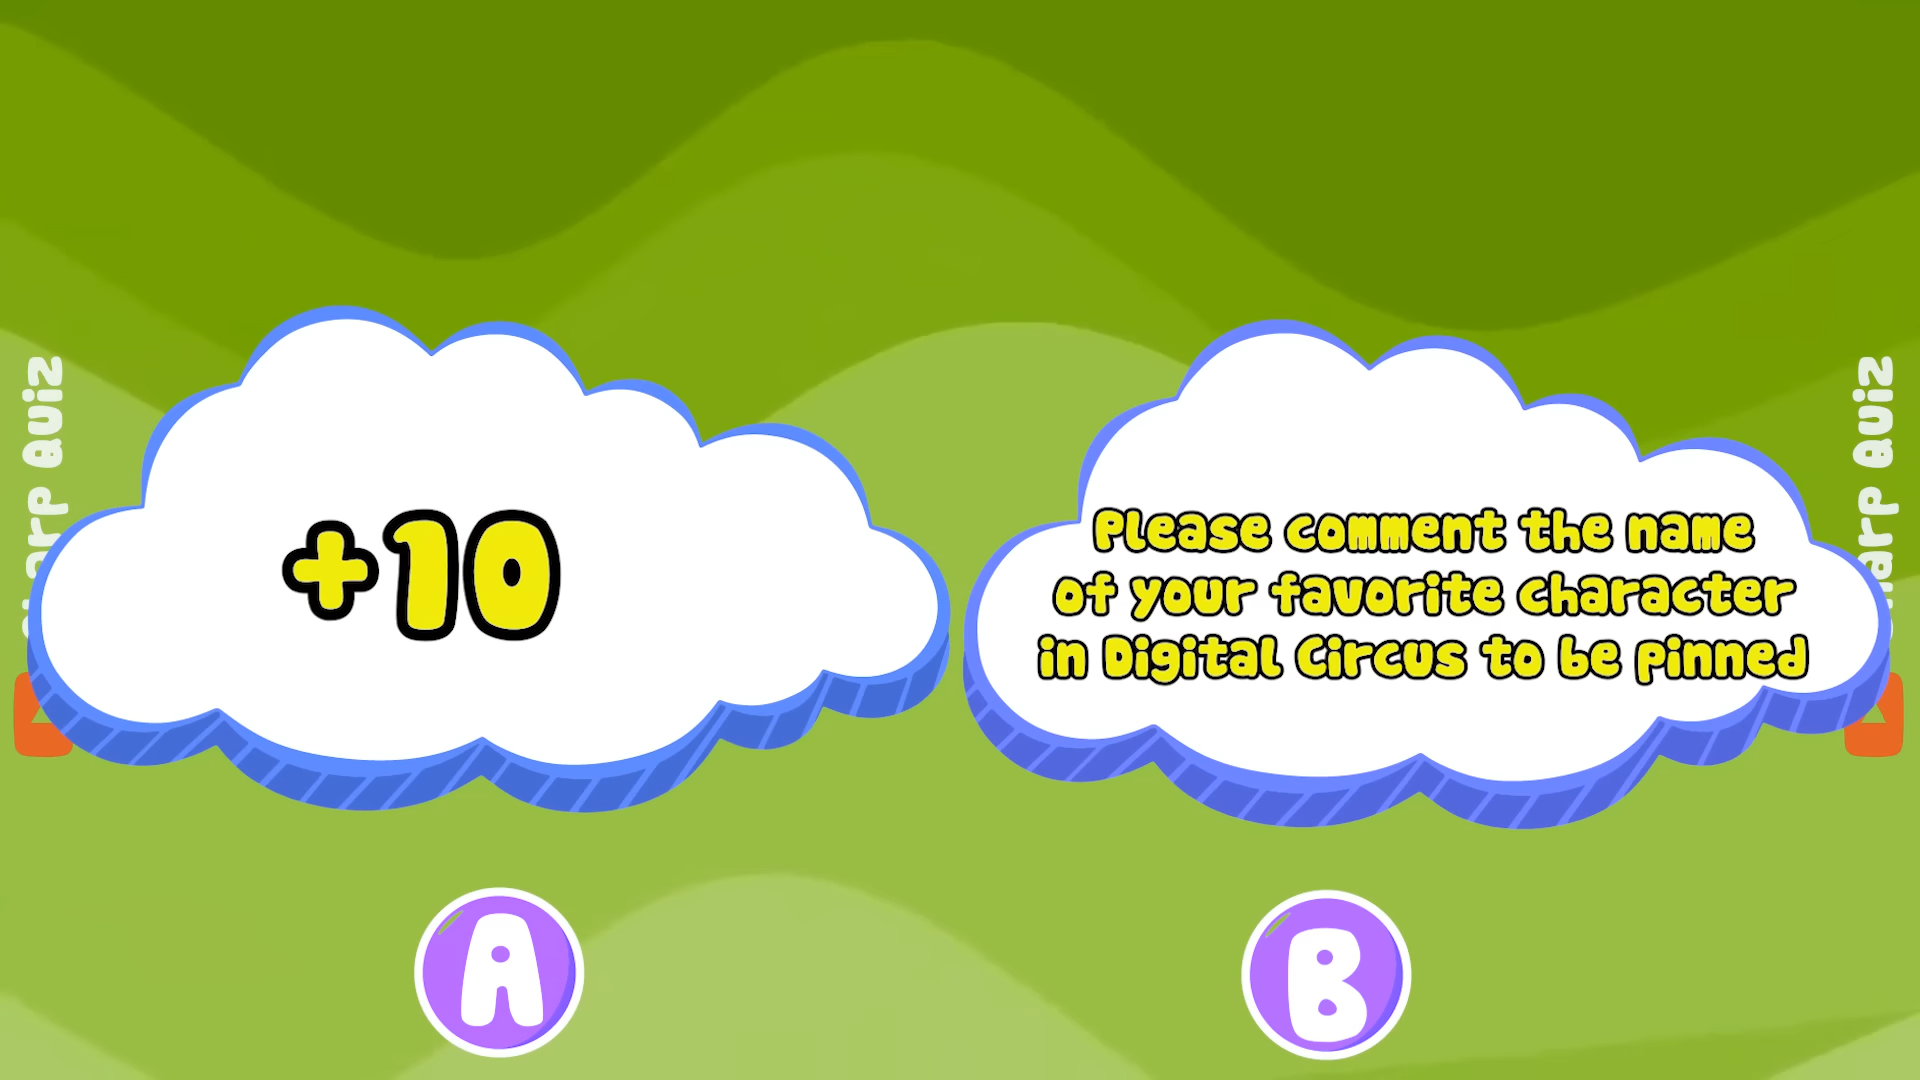 +10
Please comment the name
of your favorite character
in Digital Circus to be pinned
A
B
Quiz
Quiz